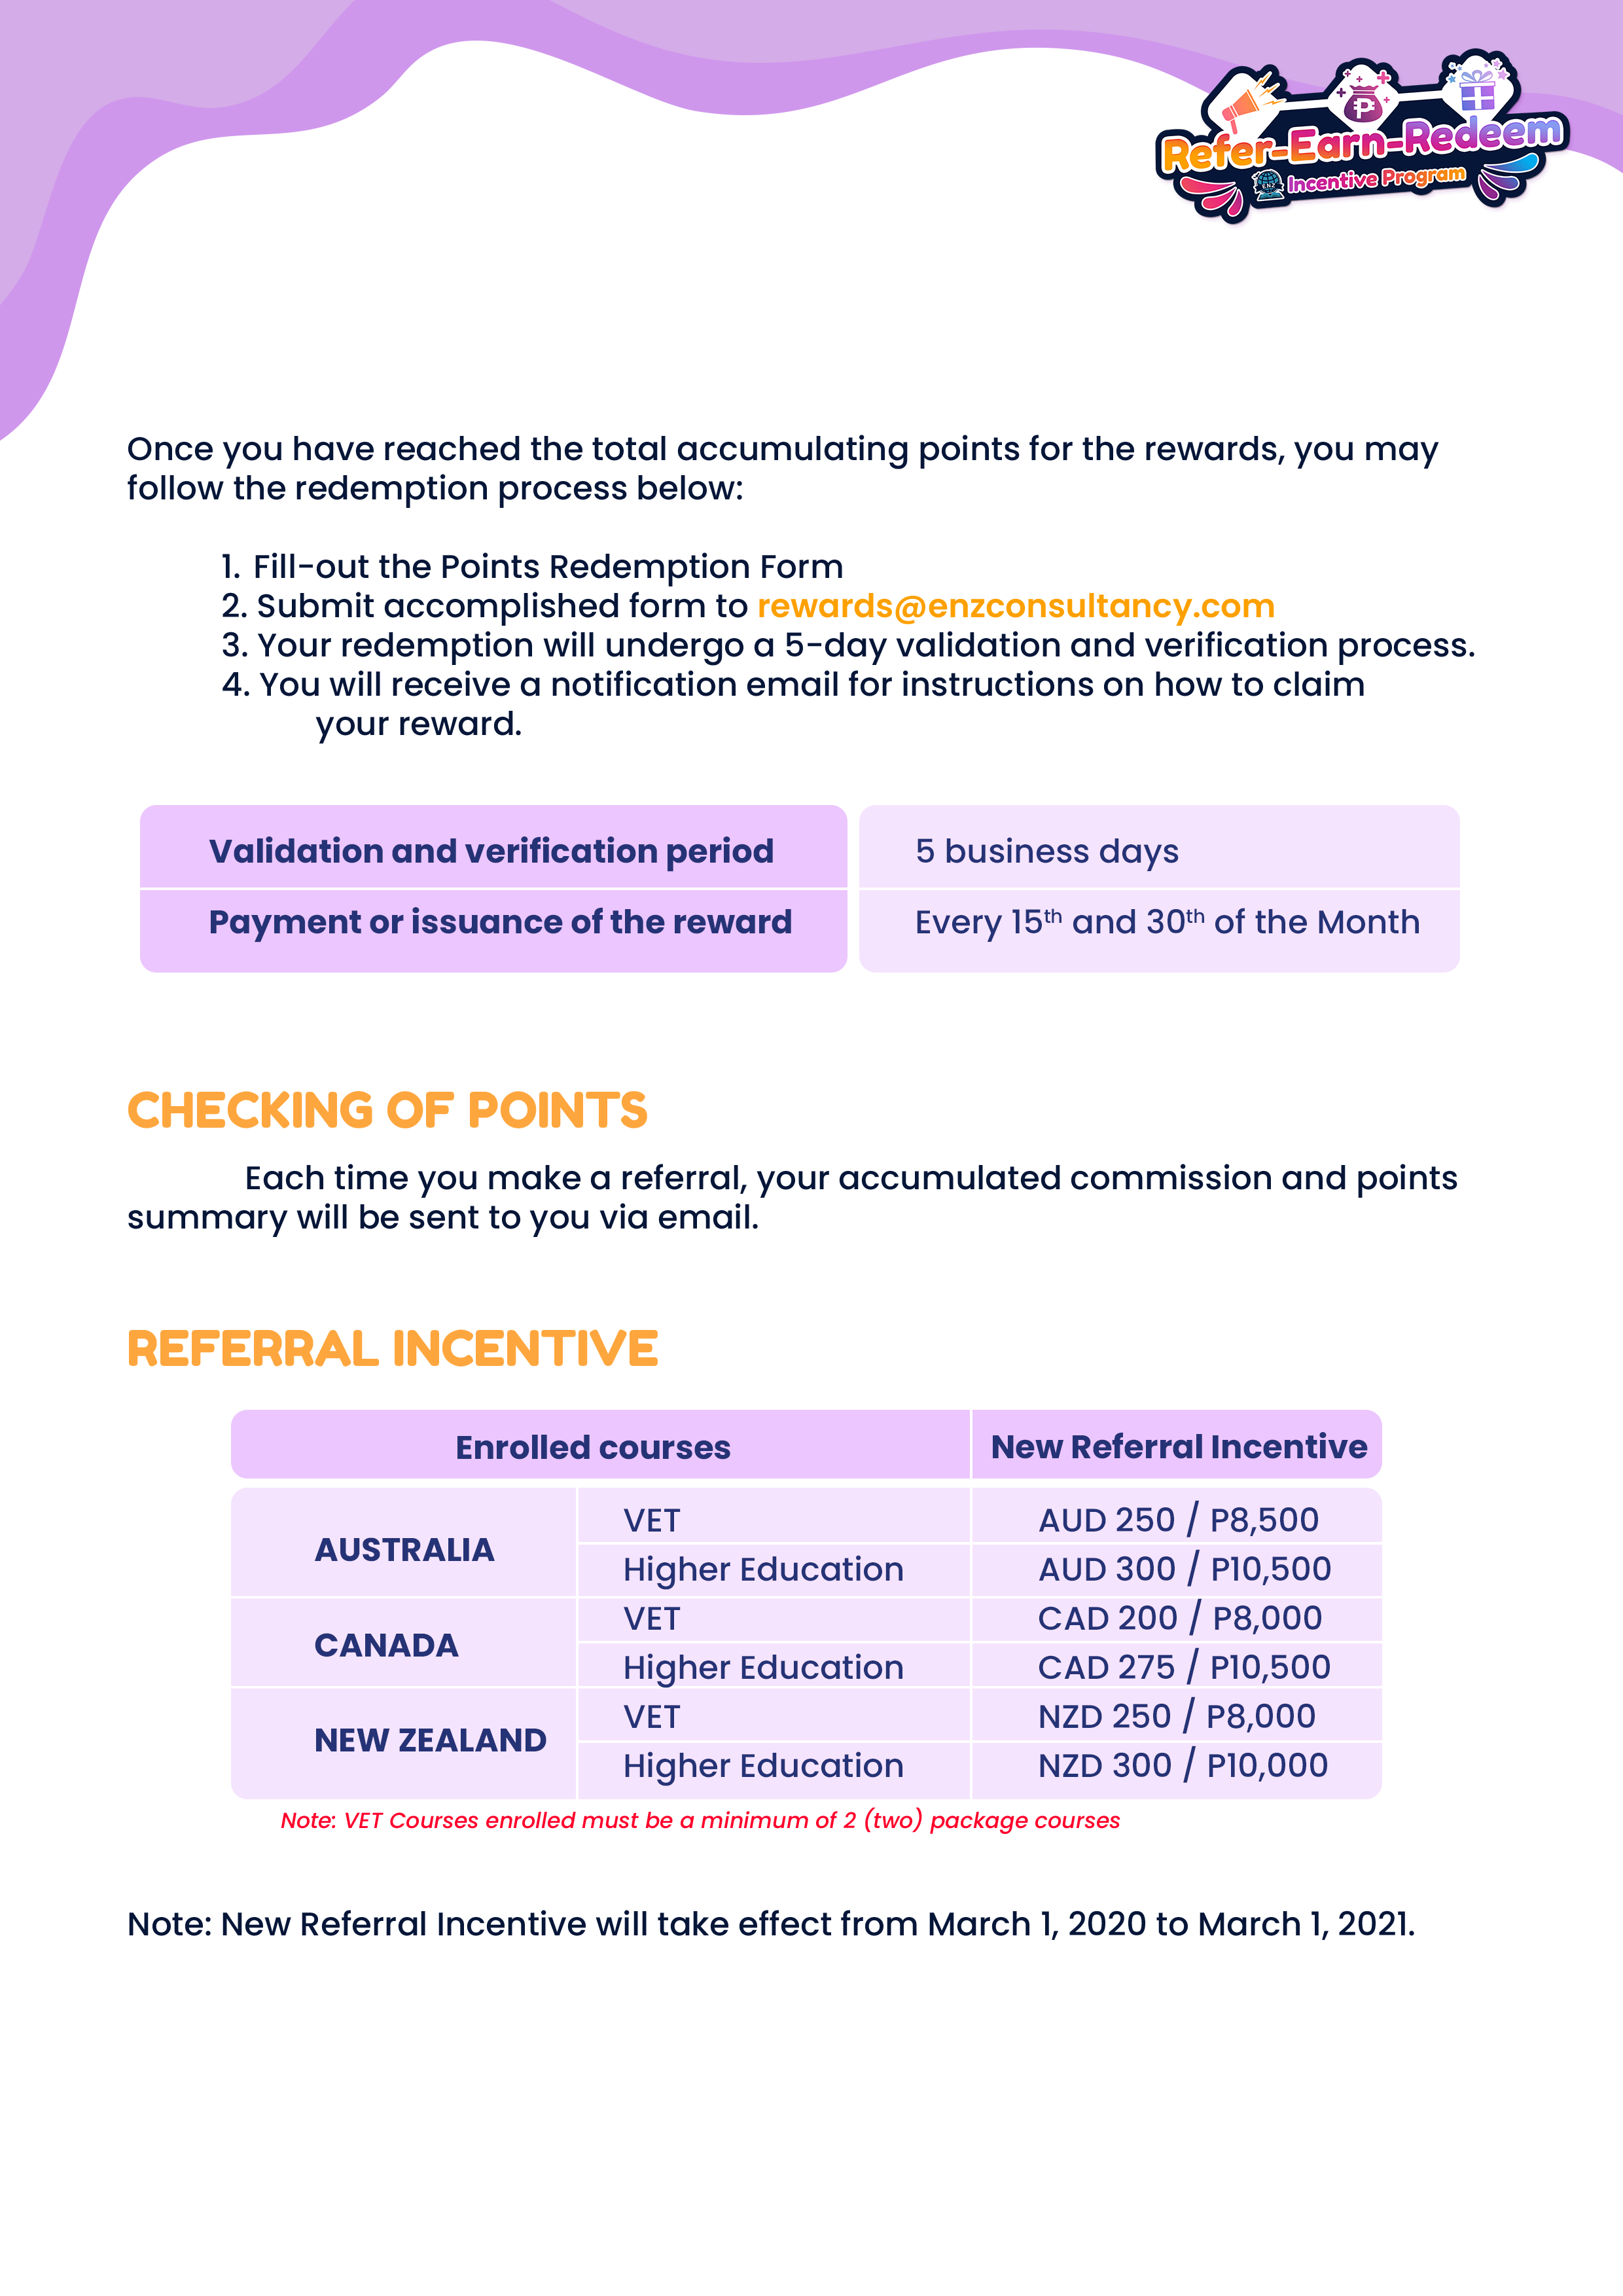 Refer-Earn-Redeem
ENZ Incentive Program
Once you have reached the total accumulating points for the rewards, you may
follow the redemption process below:
1. Fill-out the Points Redemption Form
2. Submit accomplished form to rewards@enzconsultancy.com
3. Your redemption will undergo a 5-day validation and verification process.
4. You will receive a notification email for instructions on how to claim
your reward.
Validation and verification period 5 business days
Payment or issuance of the reward Every 15th and 30th of the Month
CHECKING OF POINTS
Each time you make a referral, your accumulated commission and points
summary will be sent to you via email.
REFERRAL INCENTIVE
Enrolled courses New Referral Incentive
AUSTRALIA
VET AUD 250 / P8,500
Higher Education AUD 300 / P10,500
CANADA
VET CAD 200 / P8,000
Higher Education CAD 275 / P10,500
NEW ZEALAND
VET NZD 250 / P8,000
Higher Education NZD 300 / P10,000
Note: VET Courses enrolled must be a minimum of 2 (two) package courses
Note: New Referral Incentive will take effect from March 1, 2020 to March 1, 2021.